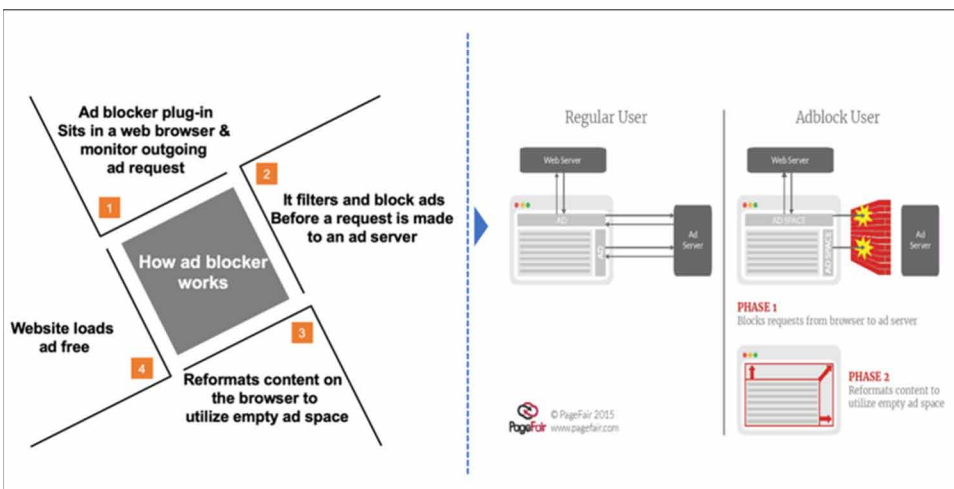 Ad blocker plug-in
Sits in a web browser &
monitor outgoing
ad request
1
2
It filters and block ads
Before a request is made
to an ad server
How ad blocker
works
3
Reformats content on
the browser to
utilize empty ad space
4
Website loads
ad free
Regular User
Web Server
AD
AD
Ad
Server
© PageFair 2015
PageFair www.pagefair.com
Adblock User
Web Server
AD SPACT
AD SPACE
Ad
Server
PHASE 1
Blocks requests from browser to ad server
PHASE 2
Reformats content to
utilize empty ad space